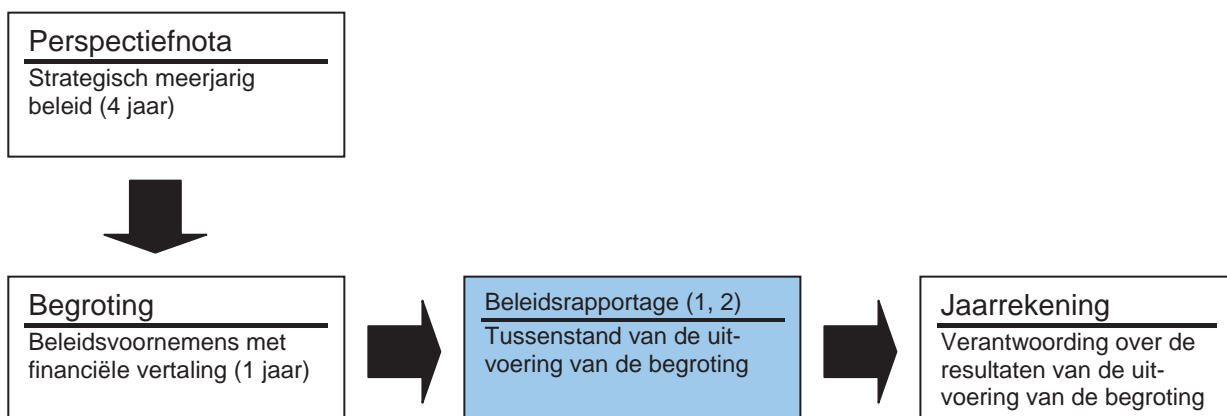 Perspectiefnota
Strategisch meerjarig
beleid (4 jaar)
Begroting
Beleidsvoornemens met
financiële vertaling (1 jaar)
Beleidsrapportage (1, 2)
Tussenstand van de uit-
voering van de begroting
Jaarrekening
Verantwoording over de
resultaten van de uit-
voering van de begroting